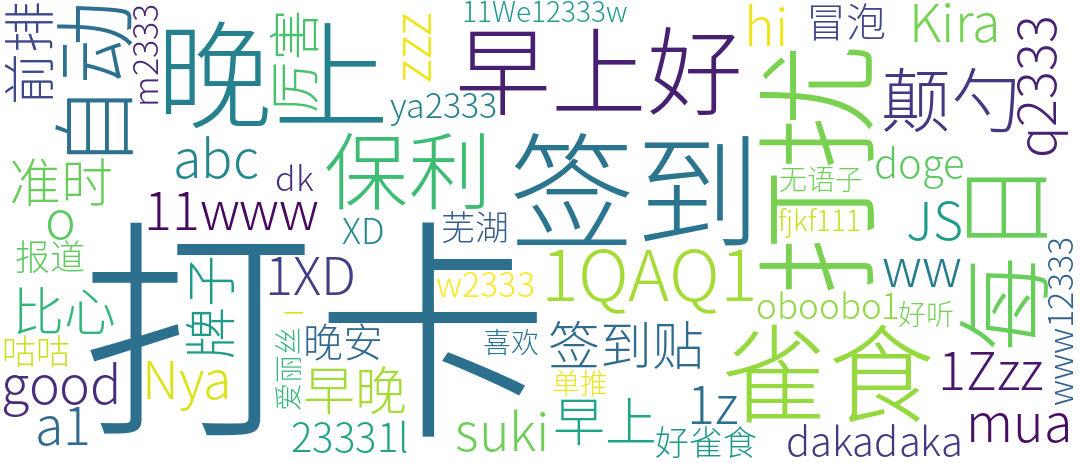 前排
自动
m2333
晚上
厉害
zzz
11We12333w
早上好
ya2333
hi
冒泡
Kira
q2333
颠勺
打扰
abc
dk
保利
签到
doge
无语子
fjkf111
每日
准时
o
11www
XD
芜湖
JS
报道
打卡
牌子
1XD
w2333
1QAQ1
ww
oboobo1
好听
www12333
比心
咕咕
good
a1
Nya
爱丽丝
一
晚安
早晚
喜欢
签到贴
单推
雀食
1Zzz
23331l
suki
早上
好雀食
1z
dakadaka
mua